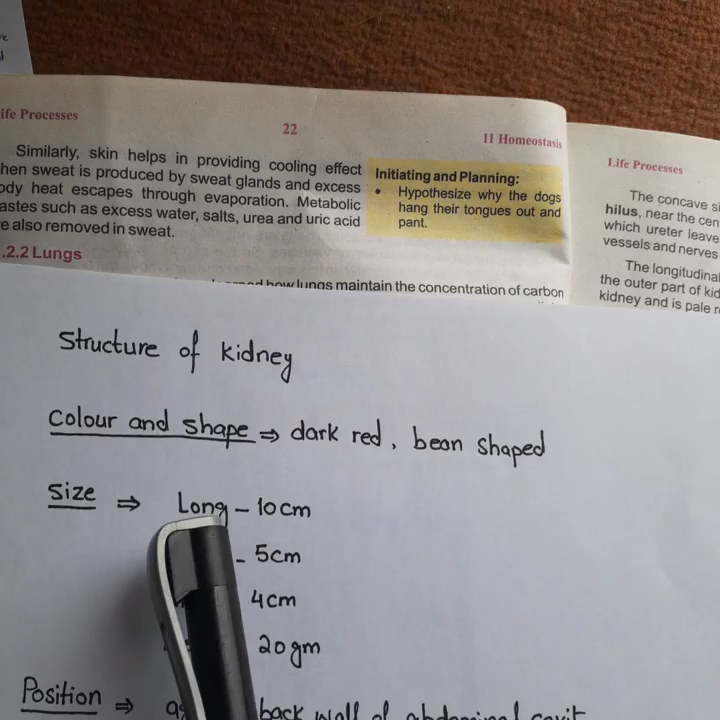 ife Processes
22
11 Homeostasis
Similarly, skin helps in providing cooling effect
hen sweat is produced by sweat glands and excess
ody heat escapes through evaporation. Metabolic
astes such as excess water, salts, urea and uric acid
e also removed in sweat.
.2.2 Lungs
how lungs maintain the concentration of carbon
Initiating and Planning:
• Hypothesize why the dogs
hang their tongues out and
pant.
Life Processes
The concave si
hilus, near the cen
which ureter leave
vessels and nerves
The longitudinal
the outer part of kid
kidney and is pale r
Structure of kidney
Colour and shape ⇒ dark red, bean shaped
Size ⇒ Long - 10cm
- 5cm
4cm
20gm
Position ⇒ back wall of abdominal cavit